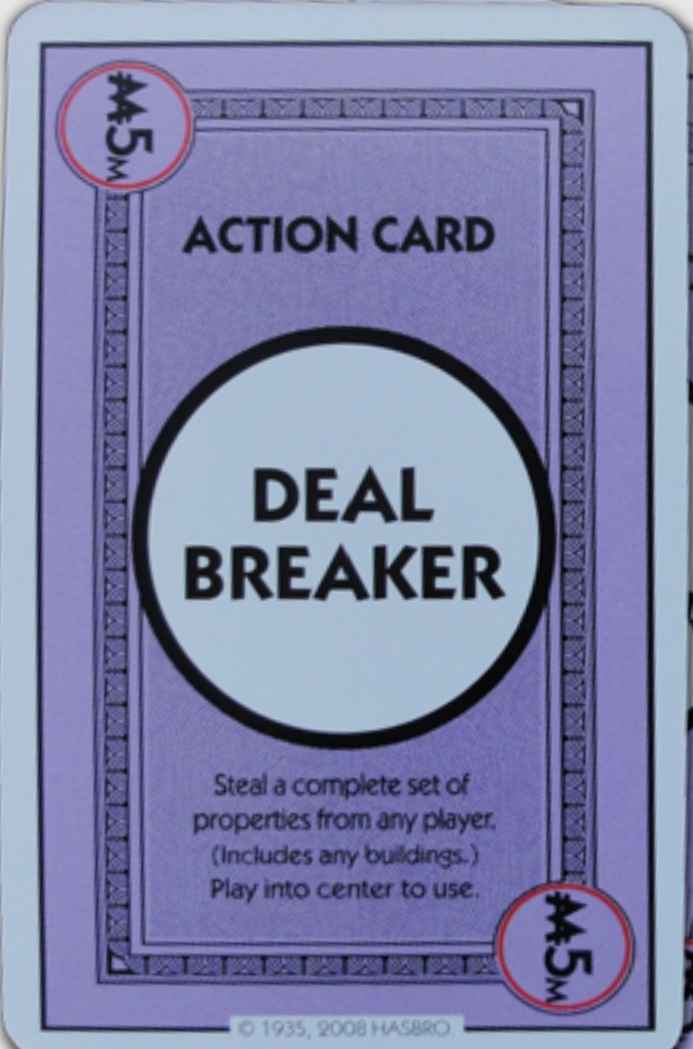 ₩5M
ACTION CARD
DEAL
BREAKER
Steal a complete set of
properties from any player.
(Includes any buildings.)
Play into center to use.
₩5M
© 1935, 2008 HASBRO